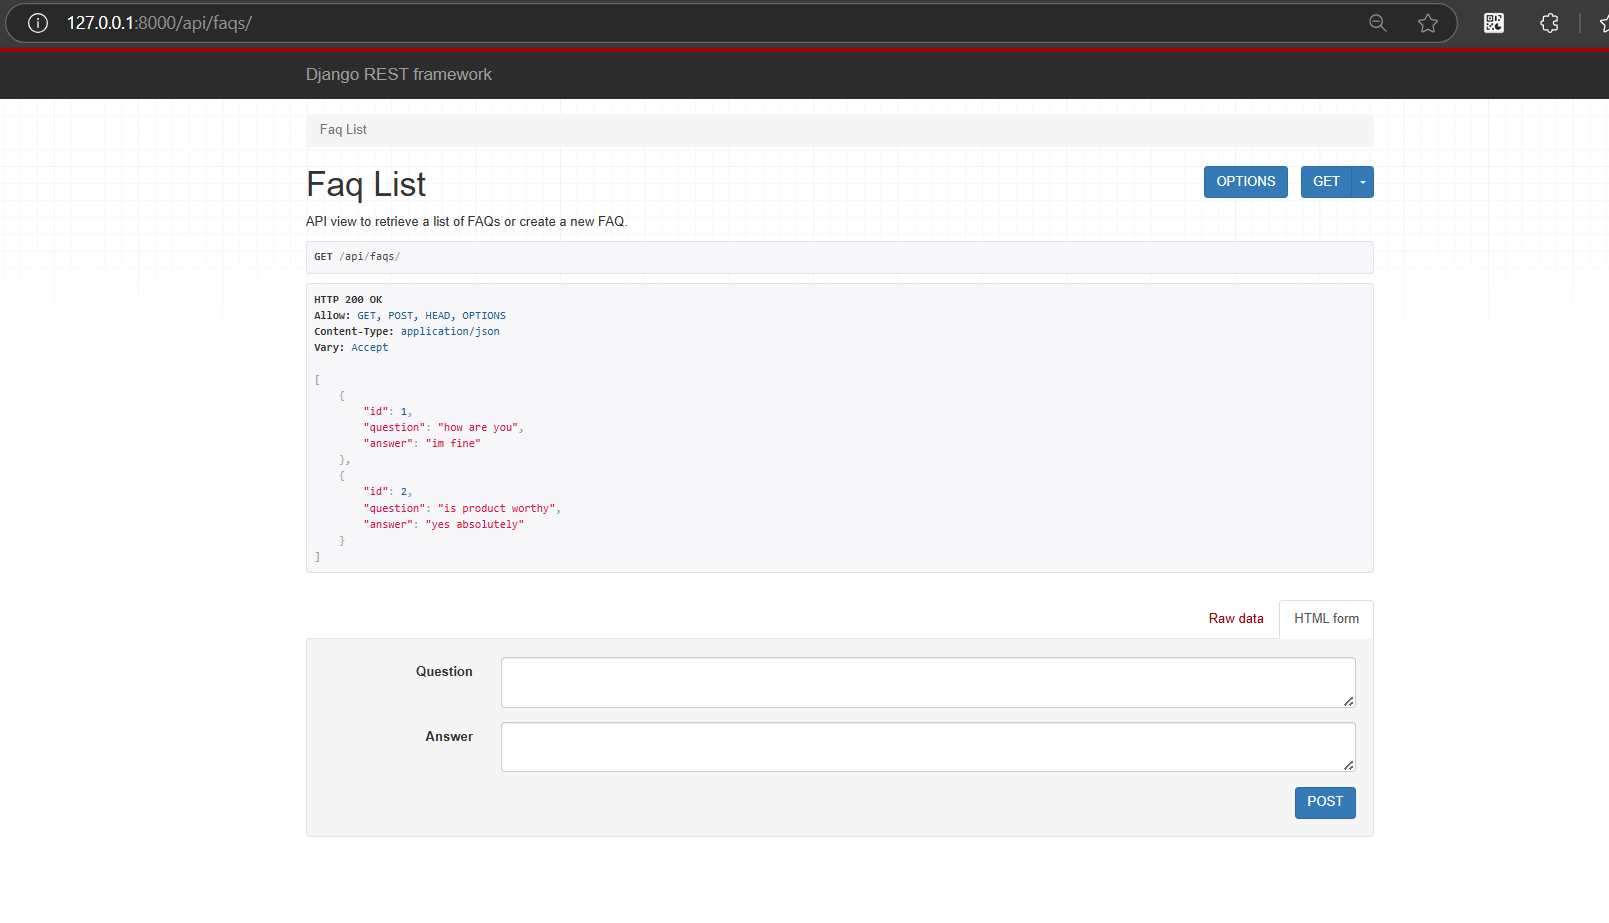 127.0.0.1:8000/api/faqs/
Django REST framework
Faq List
Faq List
OPTIONS
GET
API view to retrieve a list of FAQs or create a new FAQ.
GET /api/faqs/
HTTP 200 OK
Allow: GET, POST, HEAD, OPTIONS
Content-Type: application/json
Vary: Accept
[
    {
        "id": 1,
        "question": "how are you",
        "answer": "im fine"
    },
    {
        "id": 2,
        "question": "is product worthy",
        "answer": "yes absolutely"
    }
]
Raw data
HTML form
Question
Answer
POST